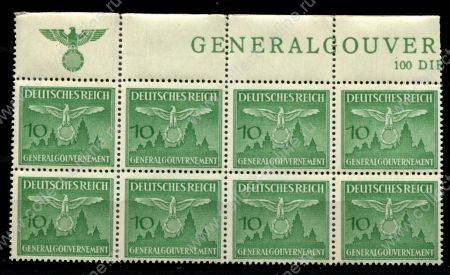 GENERALGOUVER
100 DIE
DEUTSCHES REICH DEUTSCHES REICH DEUTSCHES REICH DEUTSCHES REICH
10 10 10 10
GENERALGOUVERNEMENT GENERALGOUVERNEMENT GENERALGOUVERNEMENT GENERALGOUVERNEMENT
DEUTSCHES REICH DEUTSCHES REICH DEUTSCHES REICH DEUTSCHES REICH
10 10 10 10
GENERALGOUVERNEMENT GENERALGOUVERNEMENT GENERALGOUVERNEMENT GENERALGOUVERNEMENT